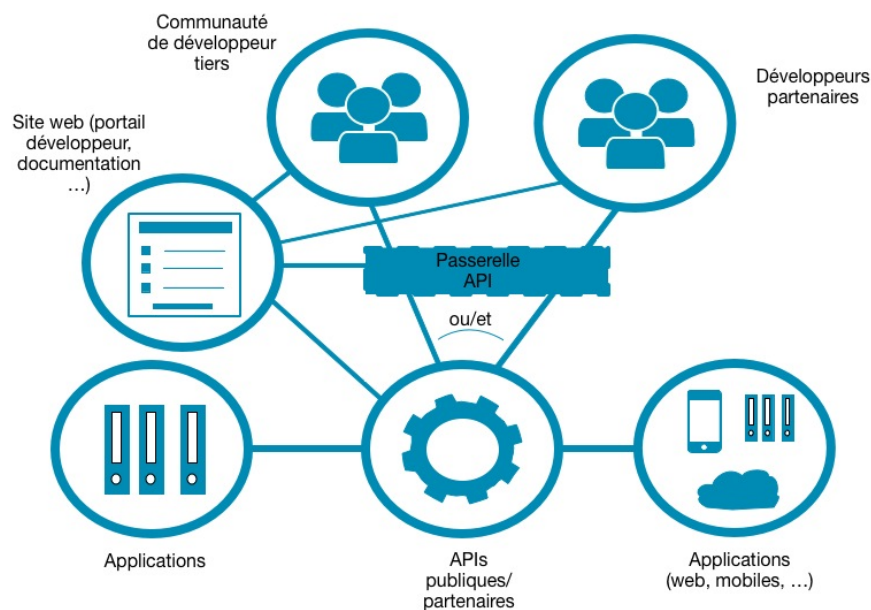 Communauté
de développeur
tiers
Développeurs
partenaires
Site web (portail
développeur,
documentation
...)
Passerelle
API
ou/et
Applications
APIs
publiques/
partenaires
Applications
(web, mobiles, ...)